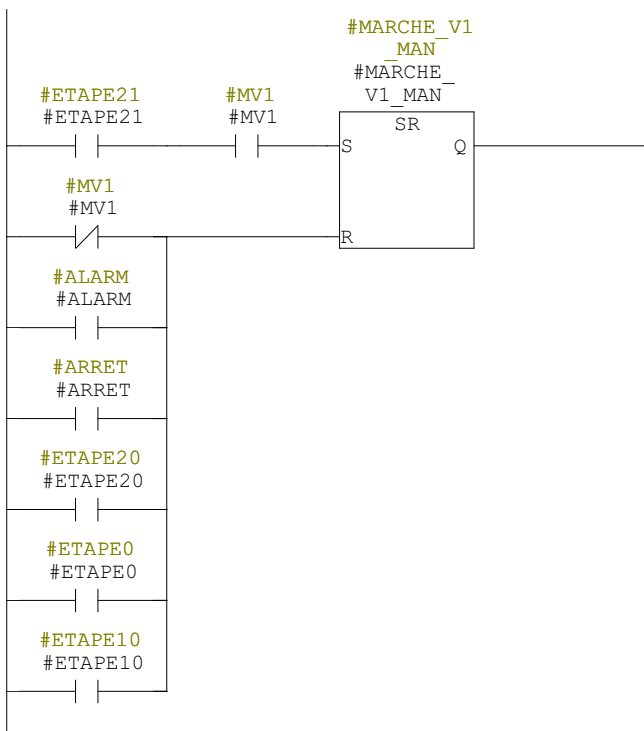 #MARCHE_V1
_MAN
#MARCHE_
V1_MAN
#ETAPE21 #MV1
#ETAPE21 #MV1
SR
S Q
#MV1
#MV1
R
#ALARM
#ALARM
#ARRET
#ARRET
#ETAPE20
#ETAPE20
#ETAPE0
#ETAPE0
#ETAPE10
#ETAPE10